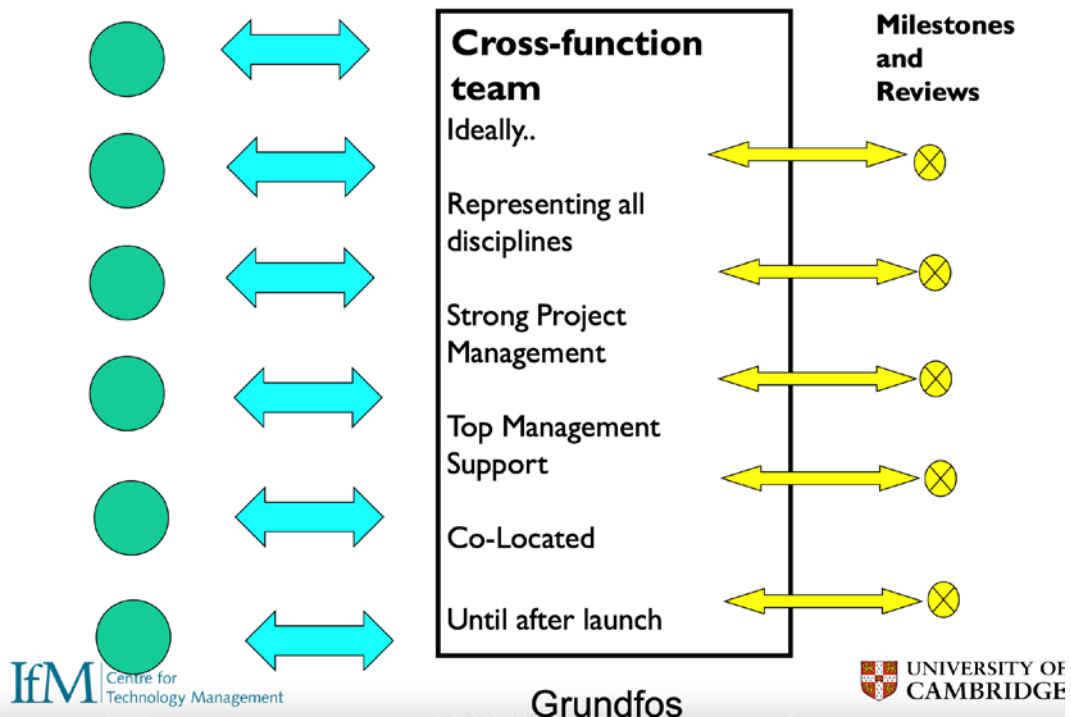 Cross-function
team
Ideally..
Representing all
disciplines
Strong Project
Management
Top Management
Support
Co-Located
Until after launch
Milestones
and
Reviews
IfM Centre for
Technology Management
Grundfos
UNIVERSITY OF
CAMBRIDGE